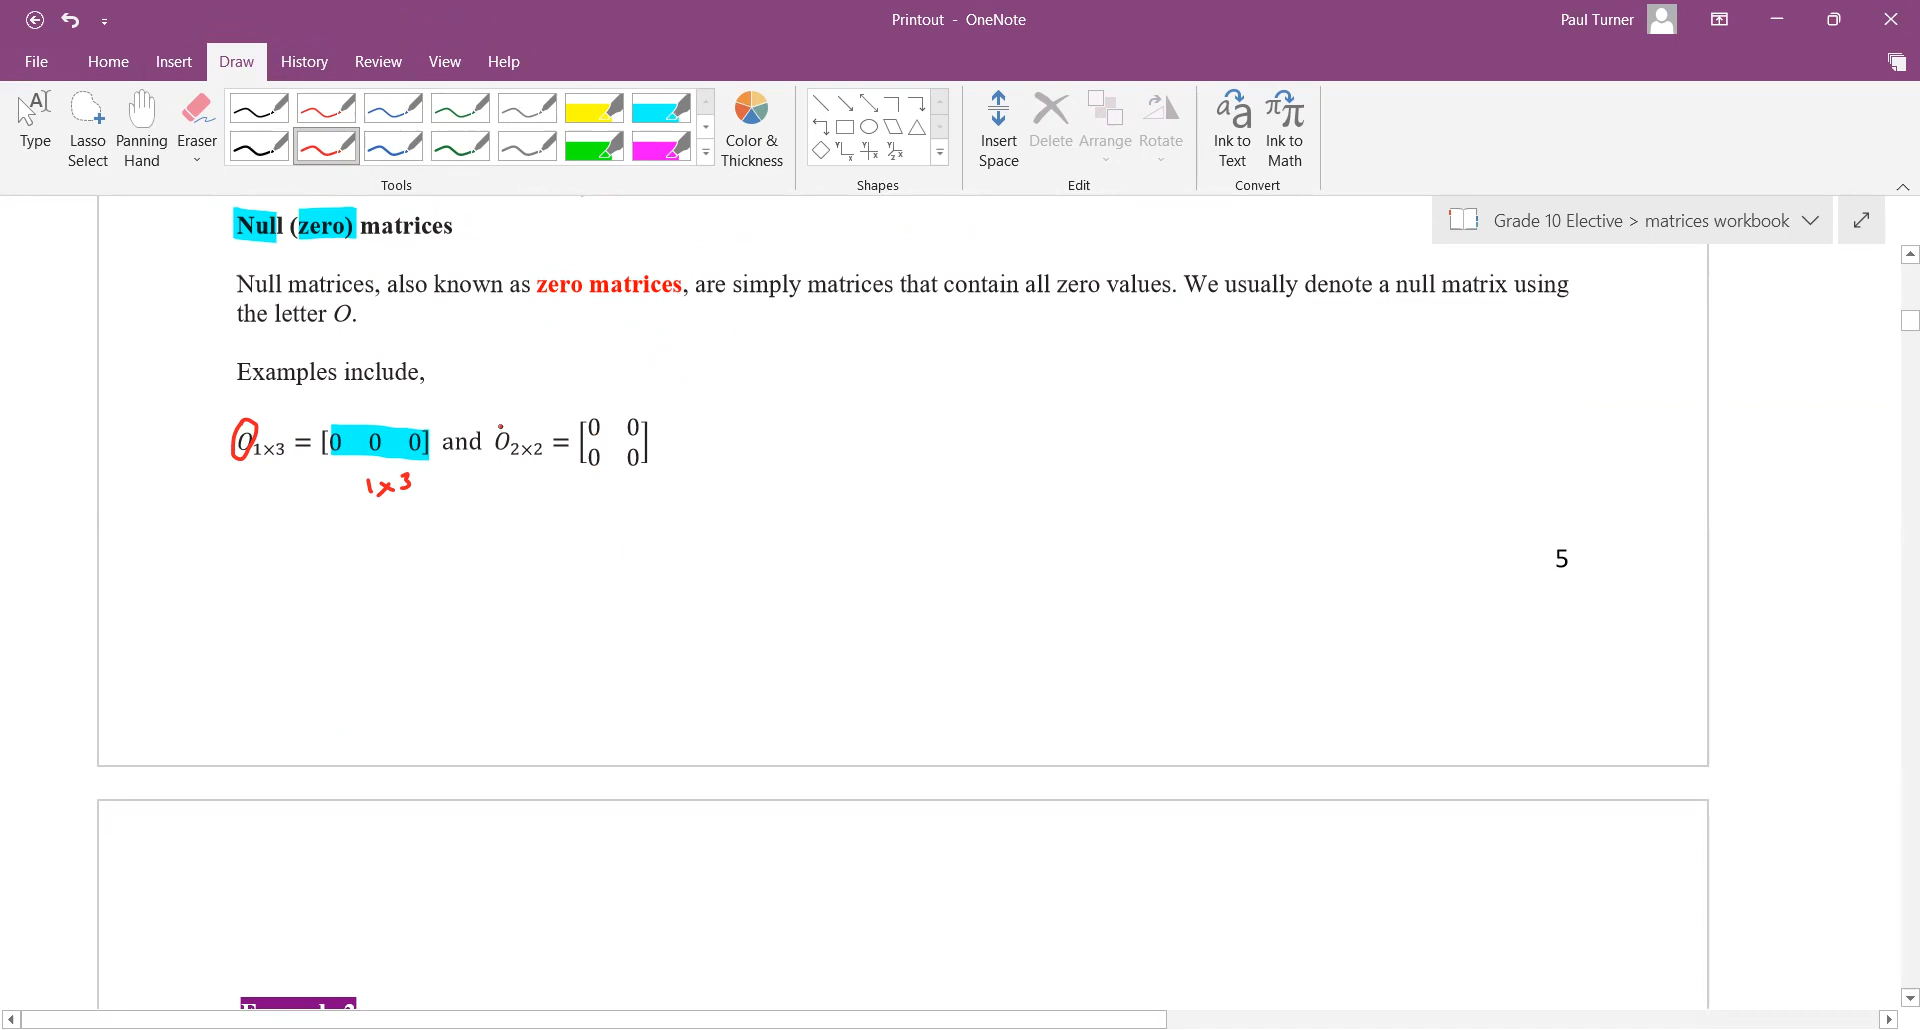 Printout - OneNote
Paul Turner
File Home Insert Draw History Review View Help
Type
Lasso Select
Panning Hand
Eraser
Color & Thickness
Insert Space
Delete
Arrange
Rotate
Ink to Text
Ink to Math
Tools Shapes Edit Convert
Null (zero) matrices
Grade 10 Elective > matrices workbook
Null matrices, also known as zero matrices, are simply matrices that contain all zero values. We usually denote a null matrix using
the letter O.
Examples include,
O₁ₓ₃ = [0 0 0] and O₂ₓ₂ = [0 0
0 0]
1×3
5